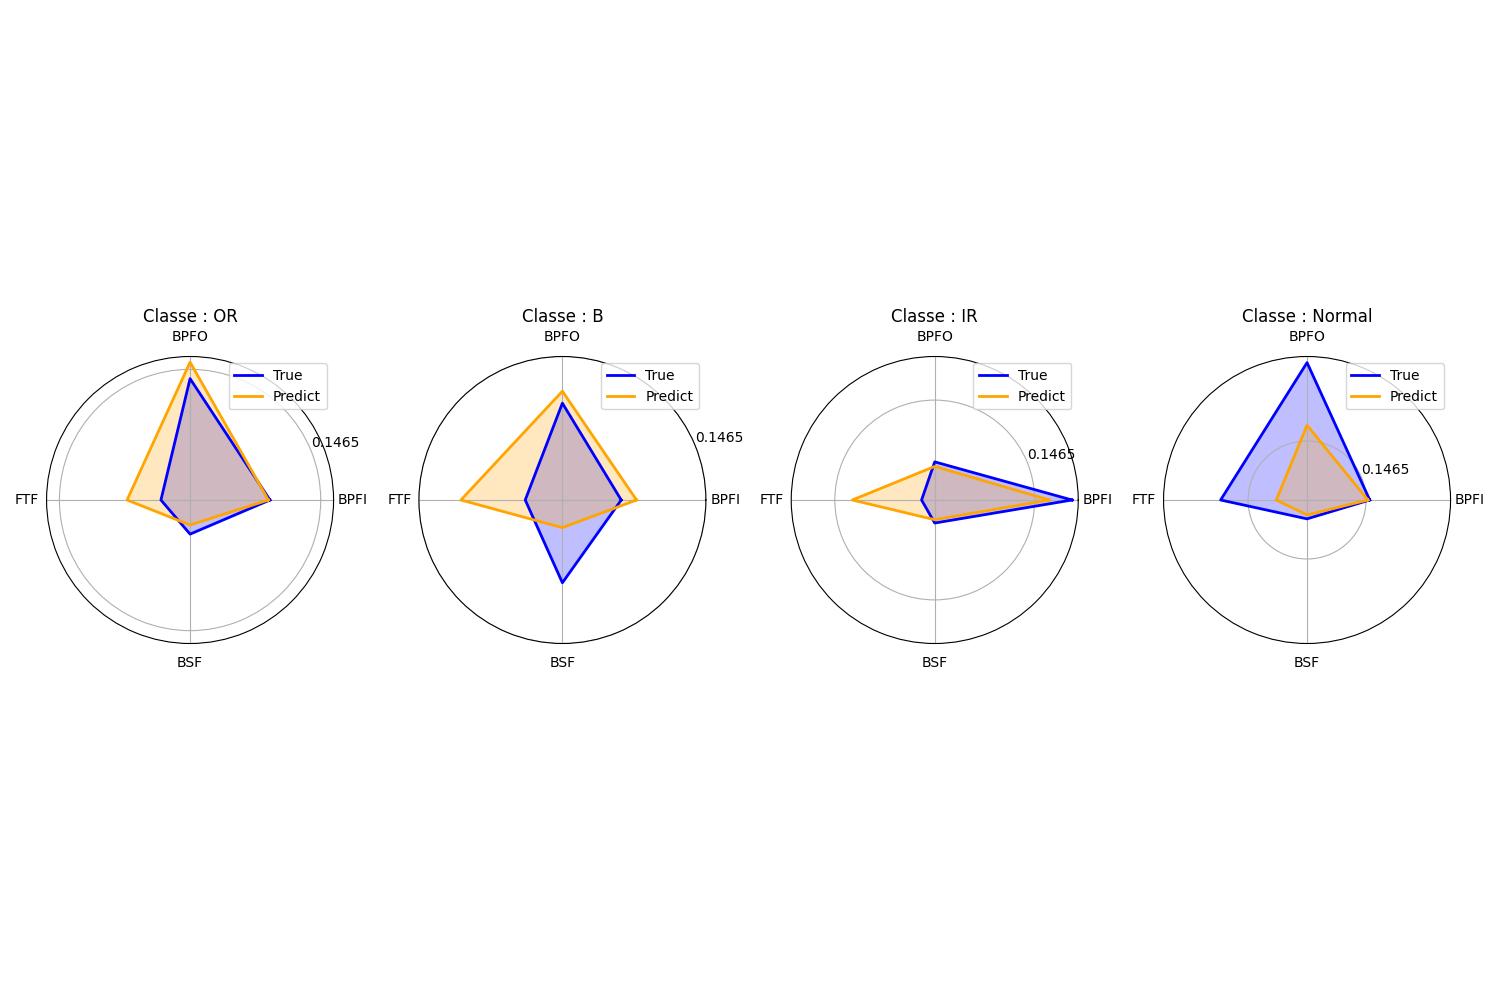 Classe : OR
BPFO
True
Predict
0.1465
FTF
BPFI
BSF
Classe : B
BPFO
True
Predict
0.1465
FTF
BPFI
BSF
Classe : IR
BPFO
True
Predict
0.1465
FTF
BPFI
BSF
Classe : Normal
BPFO
True
Predict
0.1465
FTF
BPFI
BSF